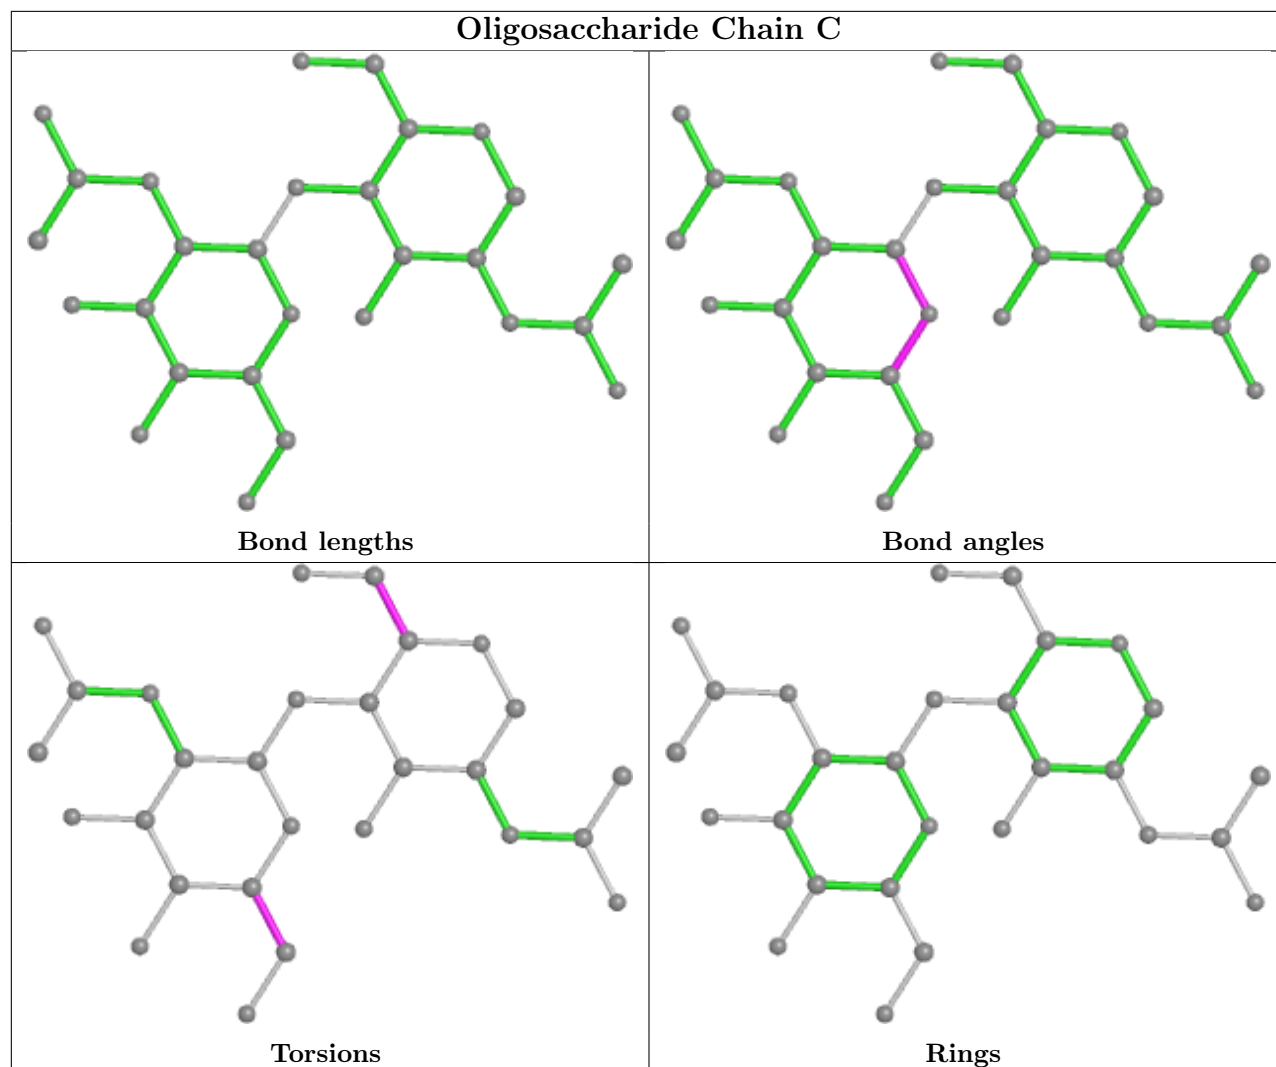 Oligosaccharide Chain C
Bond lengths
Bond angles
Torsions
Rings